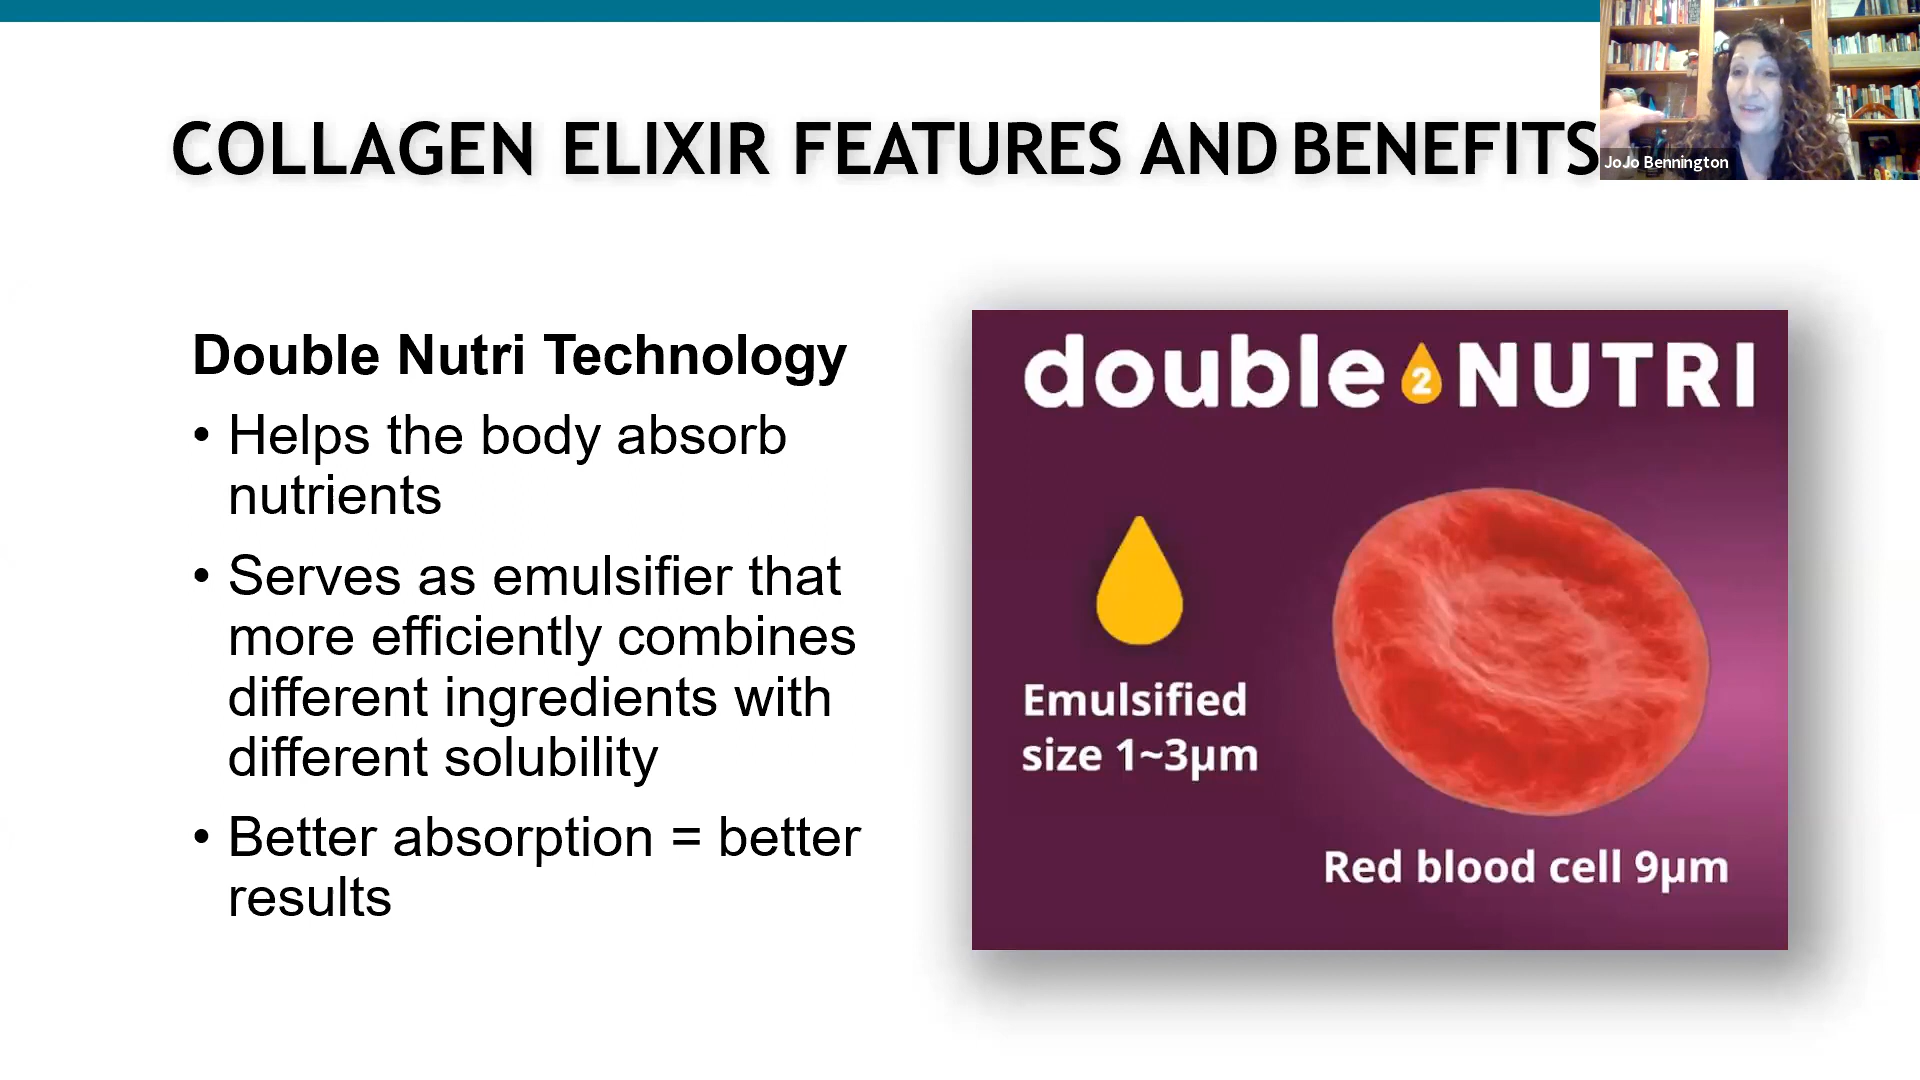 COLLAGEN ELIXIR FEATURES AND BENEFITS
JoJo Bennington
Double Nutri Technology
• Helps the body absorb
nutrients
• Serves as emulsifier that
more efficiently combines
different ingredients with
different solubility
• Better absorption = better
results
double 2 NUTRI
Emulsified
size 1~3μm
Red blood cell 9μm